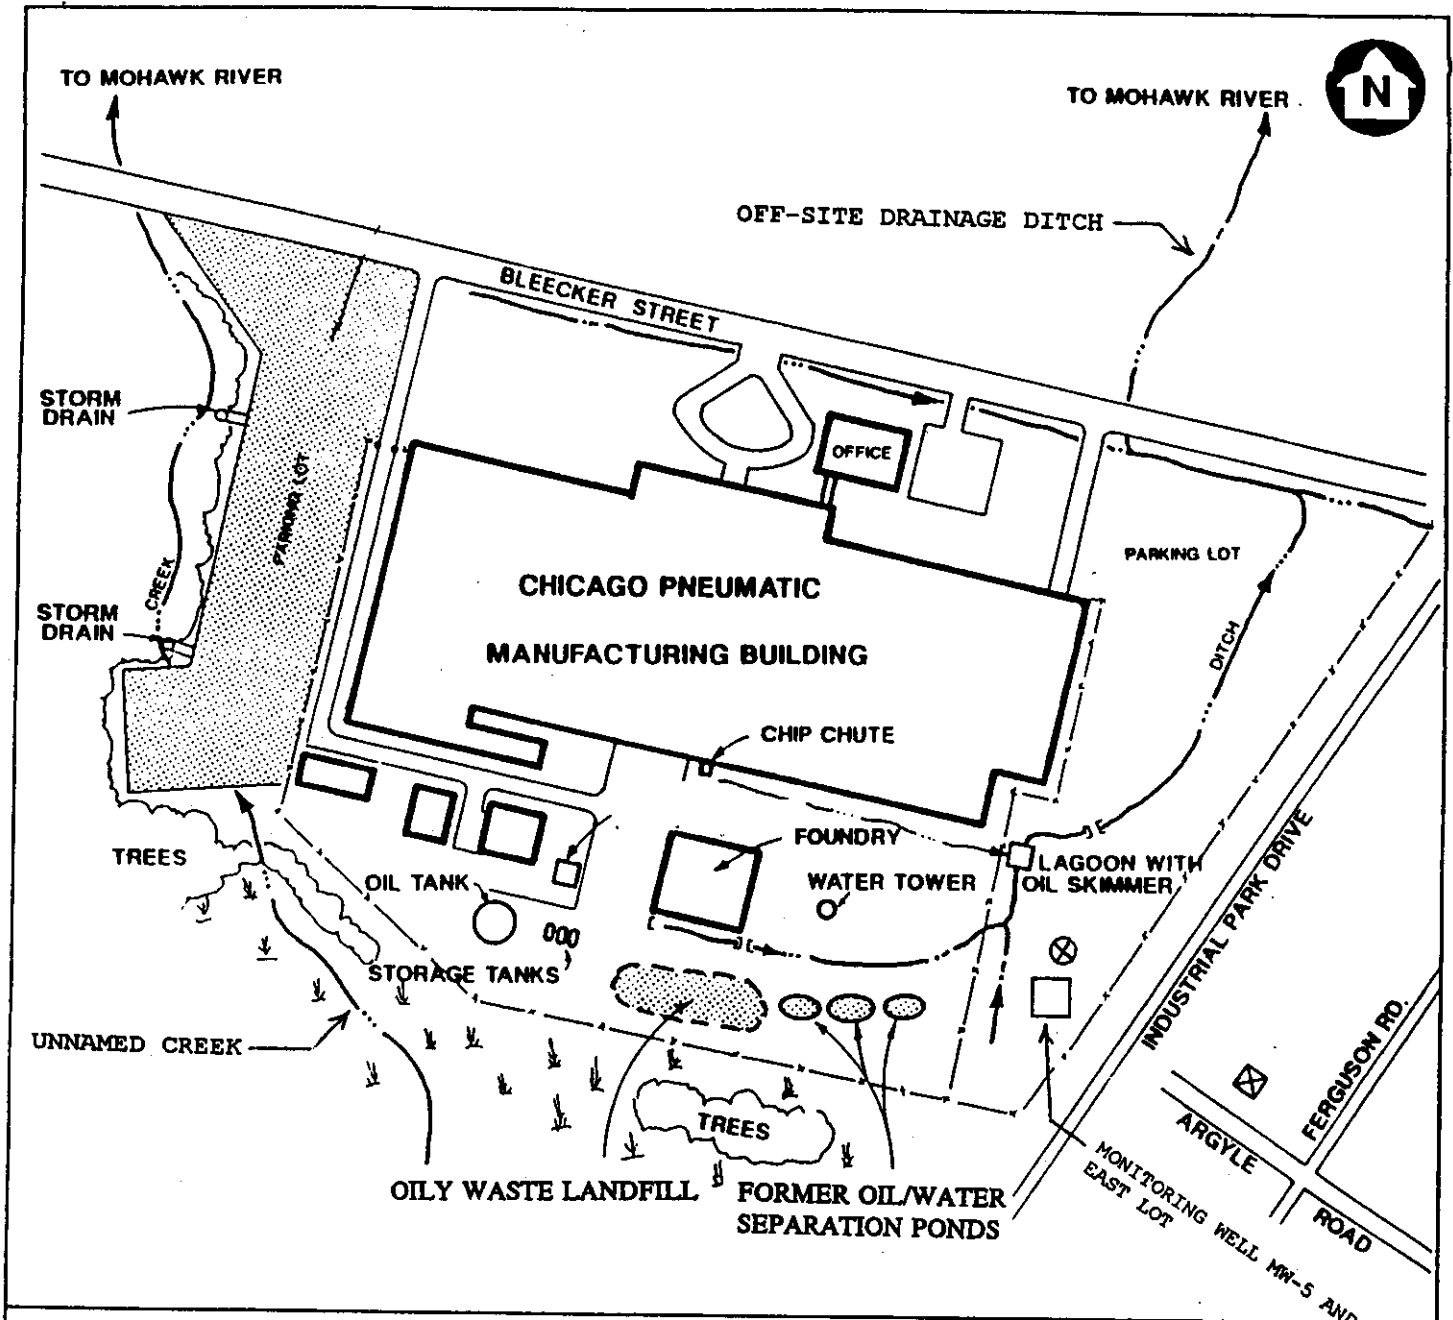 TO MOHAWK RIVER
TO MOHAWK RIVER
N
OFF-SITE DRAINAGE DITCH
BLEECKER STREET
STORM
DRAIN
OFFICE
PARKING LOT
PARKING LOT
CREEK
STORM
DRAIN
CHICAGO PNEUMATIC
MANUFACTURING BUILDING
DITCH
CHIP CHUTE
FOUNDRY
TREES
OIL TANK
WATER TOWER
LAGOON WITH
OIL SKIMMER
STORAGE TANKS
INDUSTRIAL PARK DRIVE
UNNAMED CREEK
FERGUSON RD.
TREES
ARGYLE
ROAD
OILY WASTE LANDFILL
FORMER OIL/WATER
SEPARATION PONDS
MONITORING WELL MW-5 AND
EAST LOT